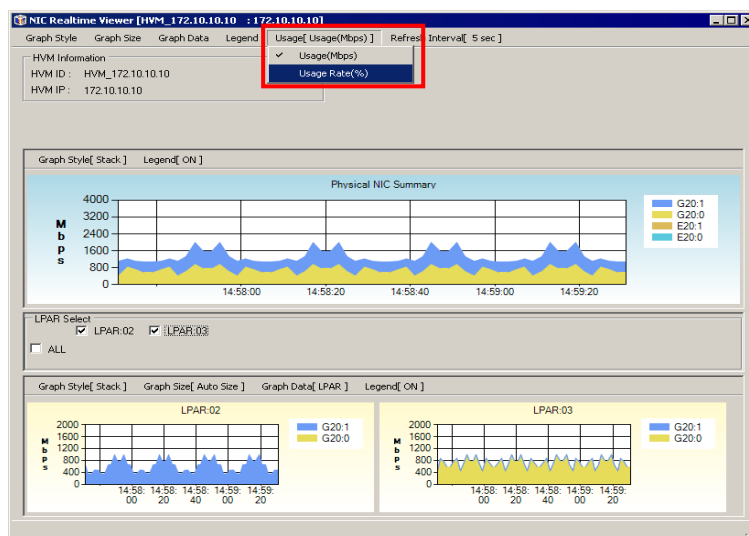 NIC Realtime Viewer [HVM_172.10.10.10 : 172.10.10.10]
Graph Style Graph Size Graph Data Legend Usage[ Usage(Mbps) ] Refresh Interval[ 5 sec ]
Usage(Mbps)
Usage Rate(%)
HVM Information
HVM ID : HVM_172.10.10.10
HVM IP : 172.10.10.10
Graph Style[ Stack ] Legend[ ON ]
Physical NIC Summary
Mbps
4000
3200
2400
1600
800
0
14:58:00 14:58:20 14:58:40 14:59:00 14:59:20
G20:1
G20:0
E20:1
E20:0
LPAR Select
LPAR:02 LPAR:03
ALL
Graph Style[ Stack ] Graph Size[ Auto Size ] Graph Data[ LPAR ] Legend[ ON ]
LPAR:02
Mbps
2000
1600
1200
800
400
0
14:58:00 14:58:20 14:58:40 14:59:00 14:59:20
G20:1
G20:0
LPAR:03
Mbps
2000
1600
1200
800
400
0
14:58:00 14:58:20 14:58:40 14:59:00 14:59:20
G20:1
G20:0